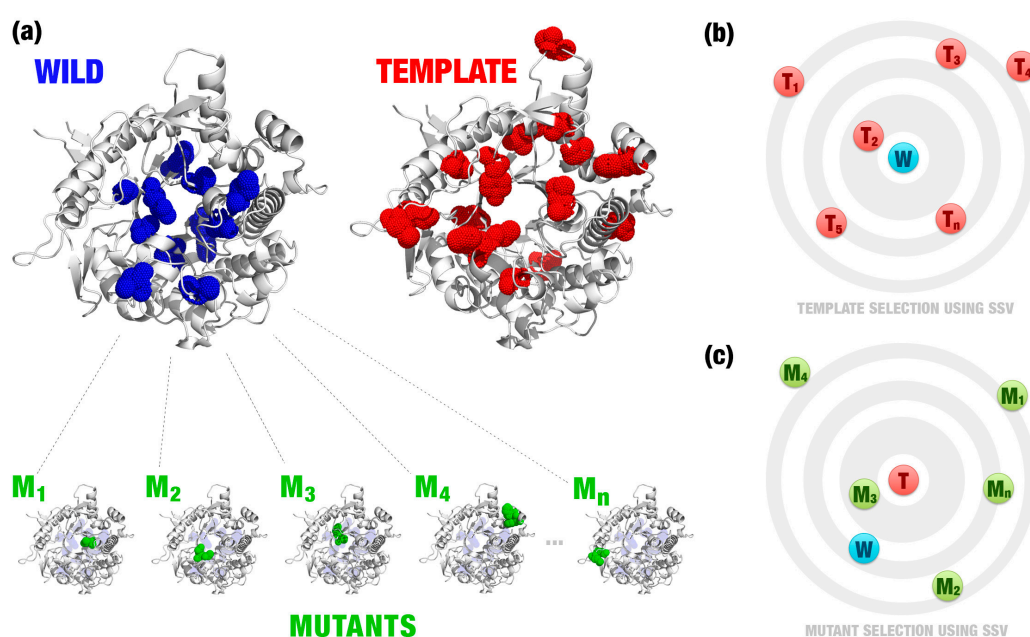 (a)
WILD
TEMPLATE
M1
M2
M3
M4
...
Mn
MUTANTS
(b)
T1
T2
T3
T4
T5
Tn
W
TEMPLATE SELECTION USING SSV
(c)
M4
M1
T
M3
Mn
W
M2
MUTANT SELECTION USING SSV